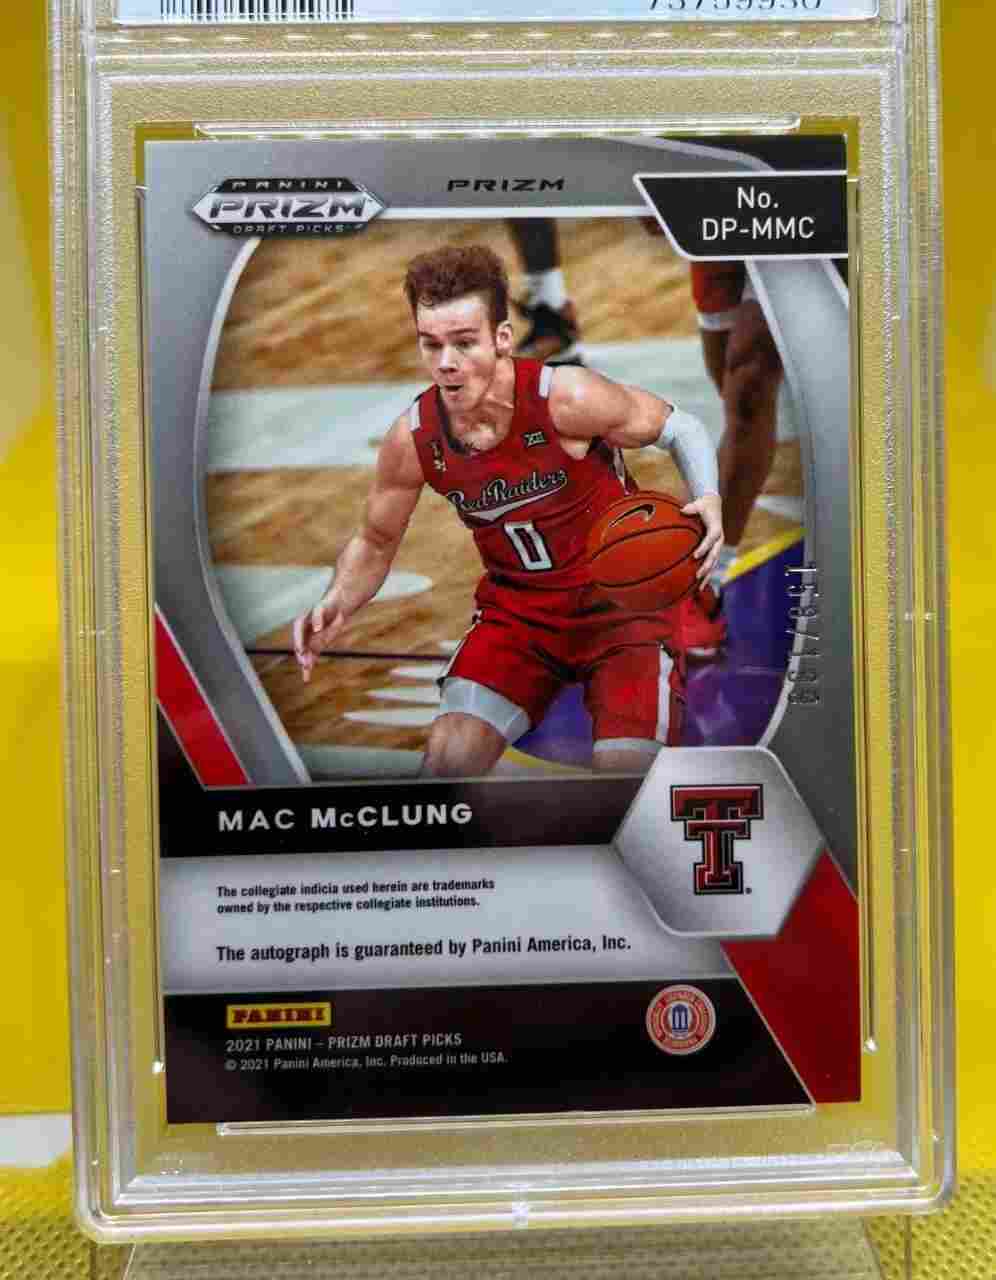 73759930
PANINI
PRIZM
DRAFT PICKS
PRIZM
No.
DP-MMC
XII
Red Raiders
0
MAC McCLUNG
T
The collegiate indicia used herein are trademarks
owned by the respective collegiate institutions.
The autograph is guaranteed by Panini America, Inc.
PANINI
2021 PANINI – PRIZM DRAFT PICKS
© 2021 Panini America, Inc. Produced in the USA.